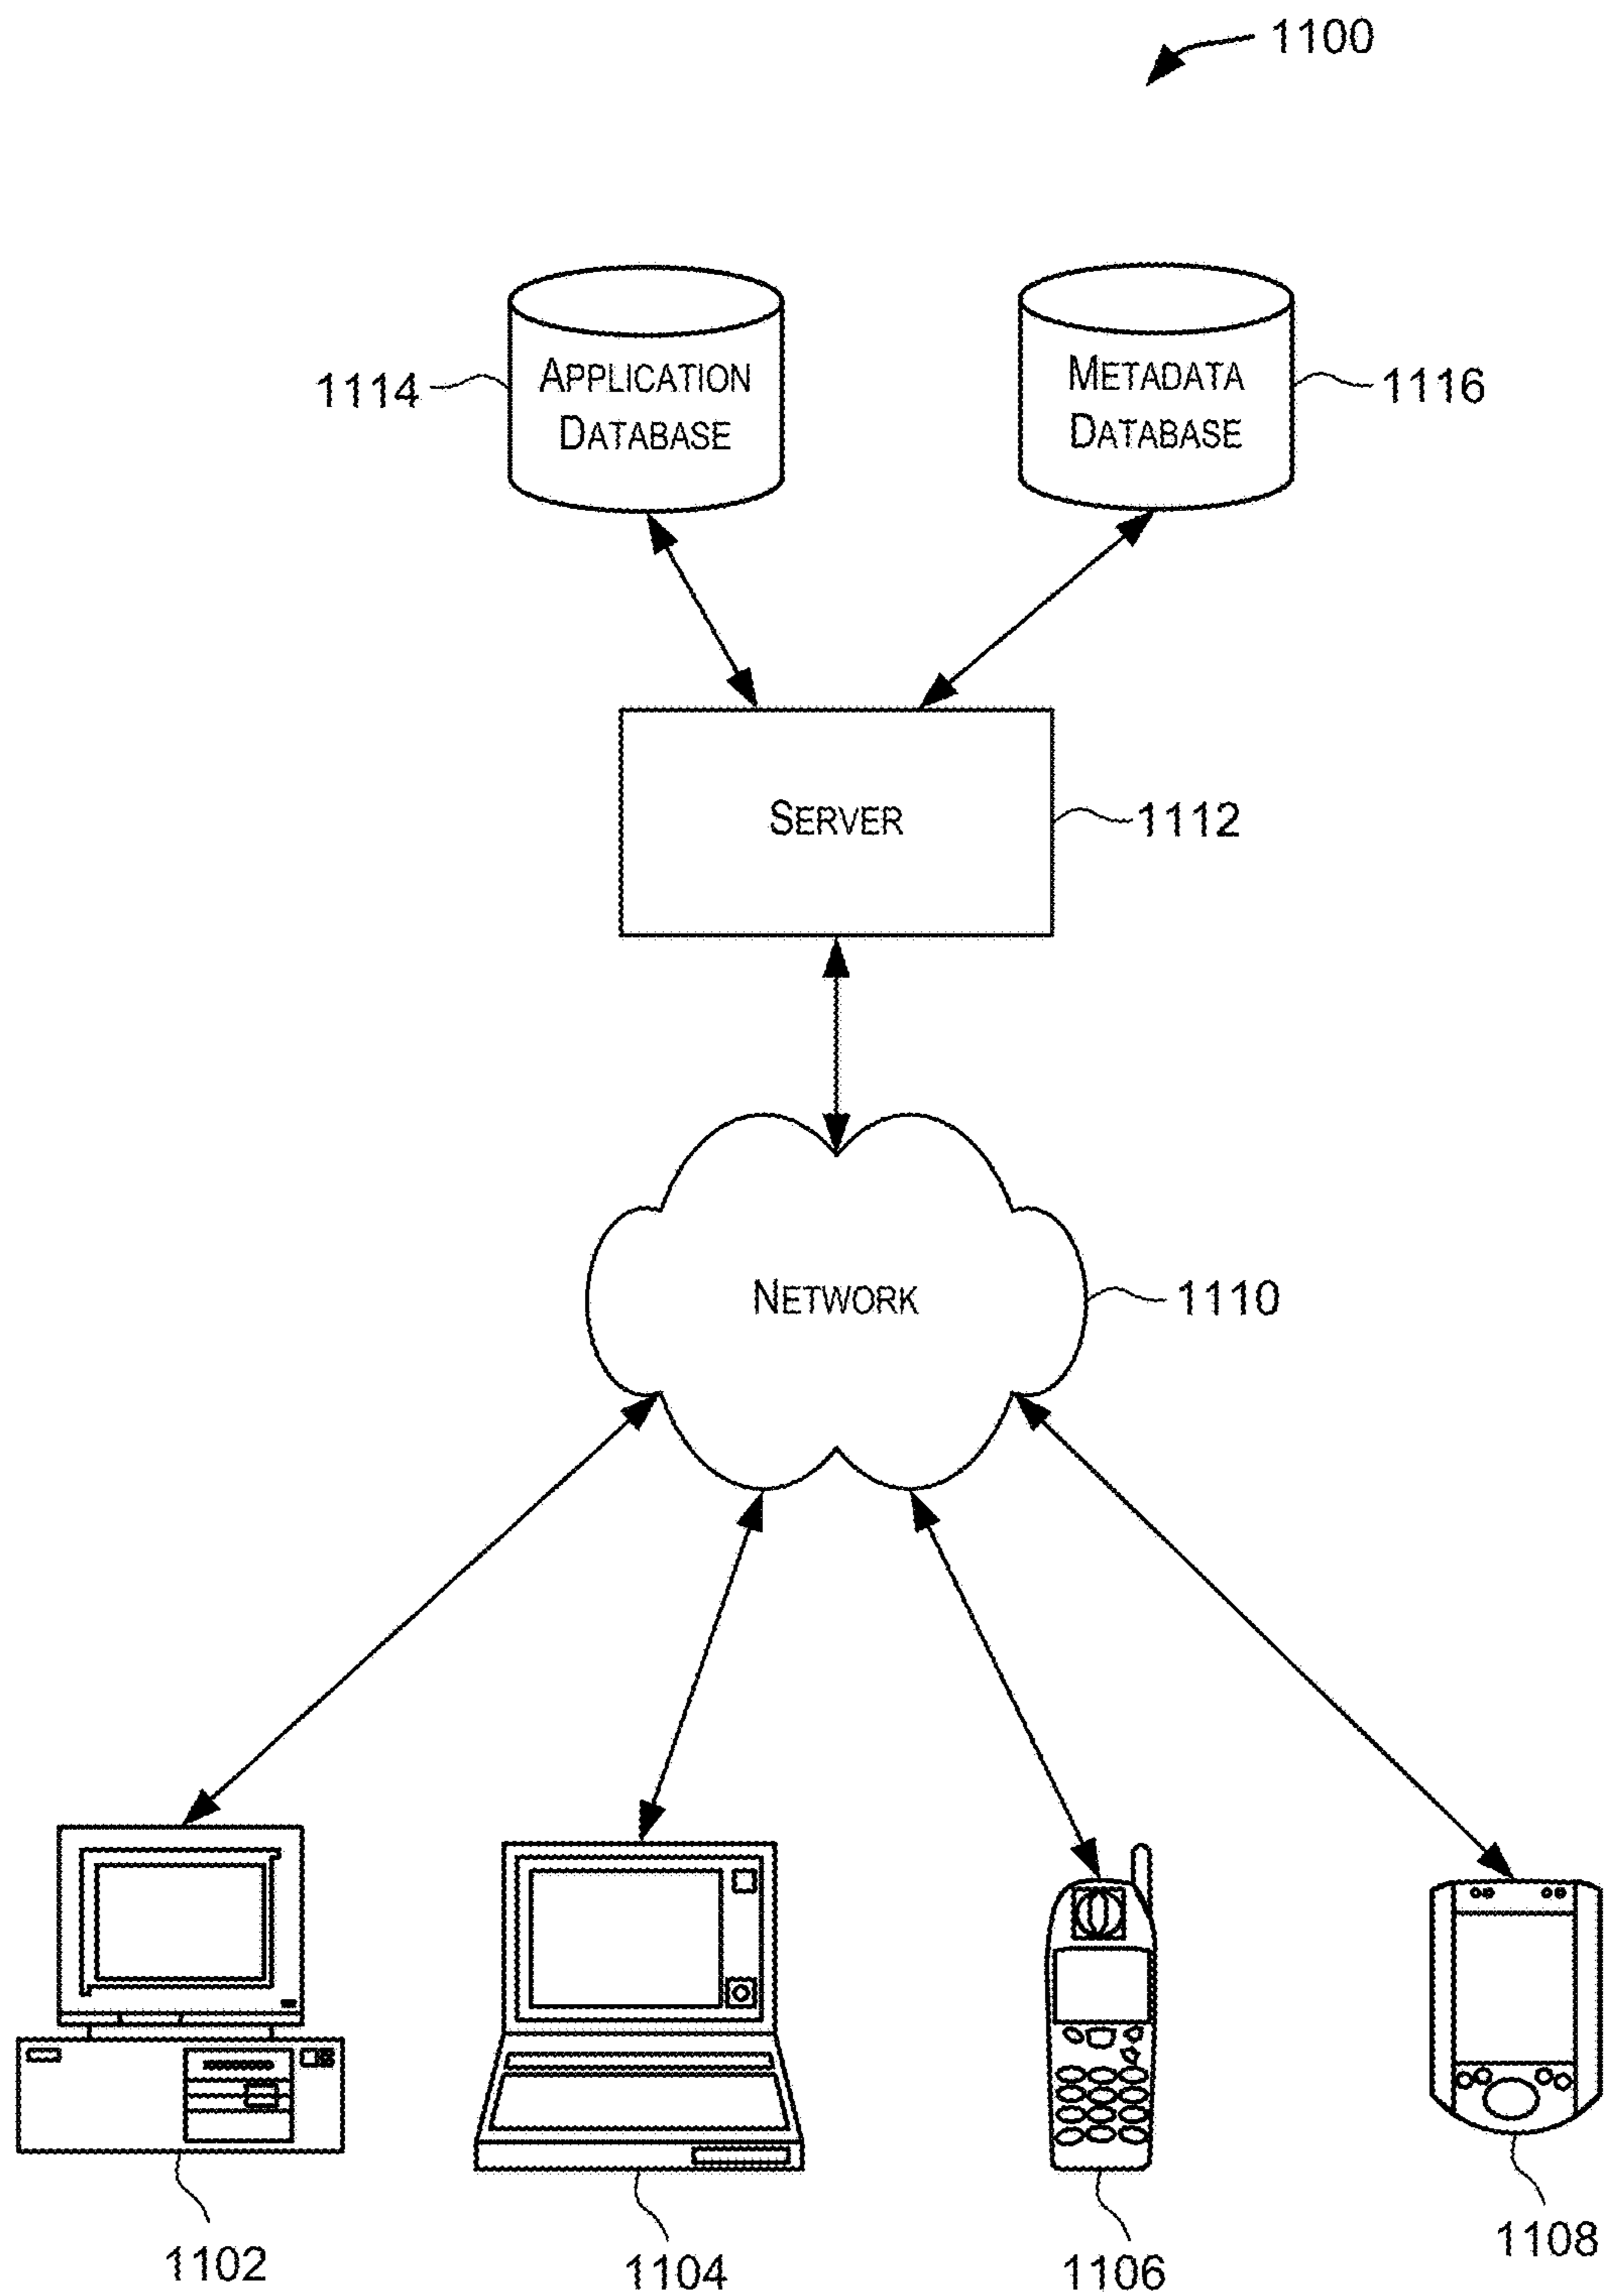 1100
APPLICATION
DATABASE
1114
METADATA
DATABASE
1116
SERVER
1112
NETWORK
1110
1102
1104
1106
1108